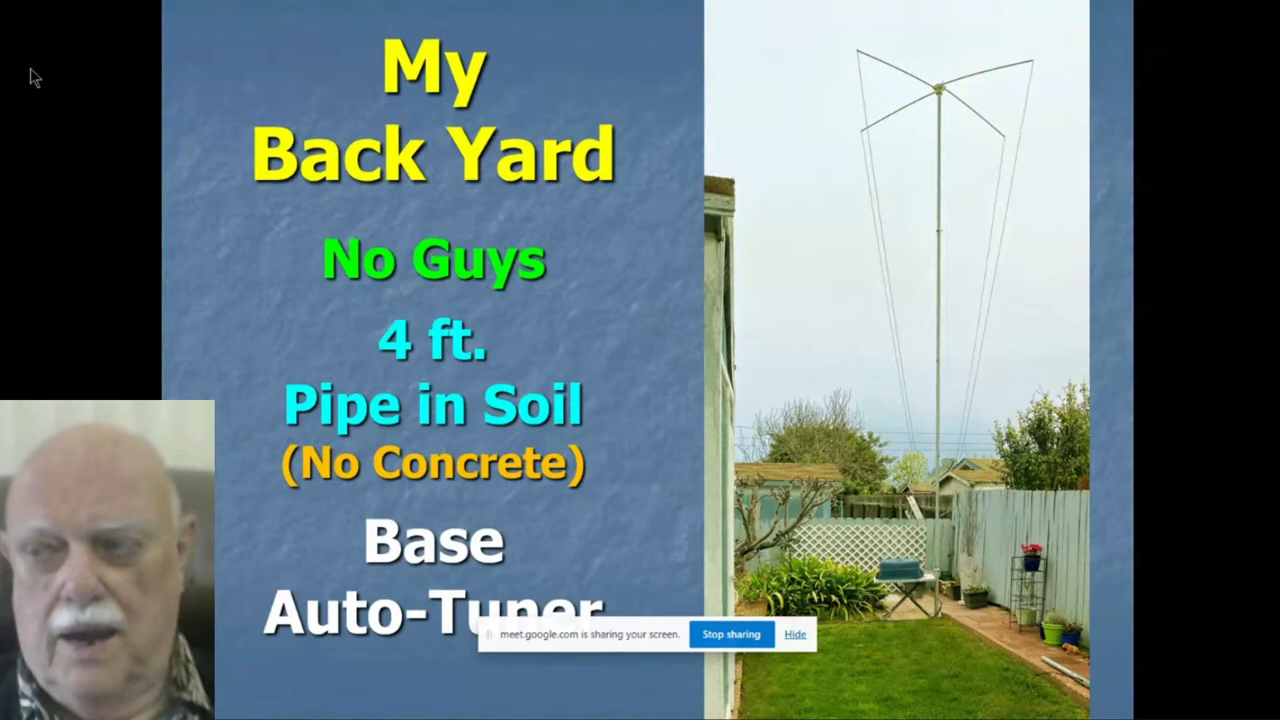 My
Back Yard
No Guys
4 ft.
Pipe in Soil
(No Concrete)
Base
Auto-Tuner
meet.google.com is sharing your screen. Stop sharing Hide